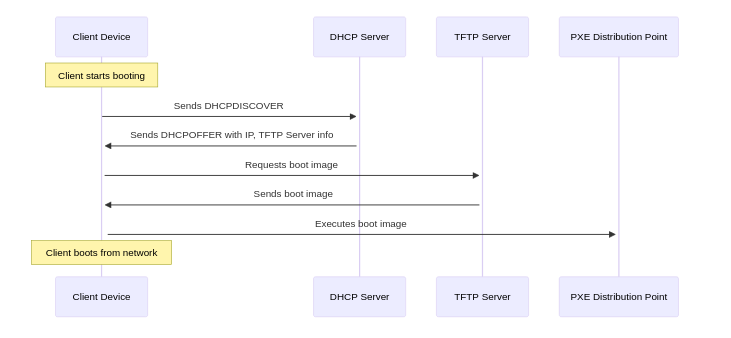 Client Device
DHCP Server
TFTP Server
PXE Distribution Point
Client starts booting
Sends DHCPDISCOVER
Sends DHCPOFFER with IP, TFTP Server info
Requests boot image
Sends boot image
Executes boot image
Client boots from network
Client Device
DHCP Server
TFTP Server
PXE Distribution Point